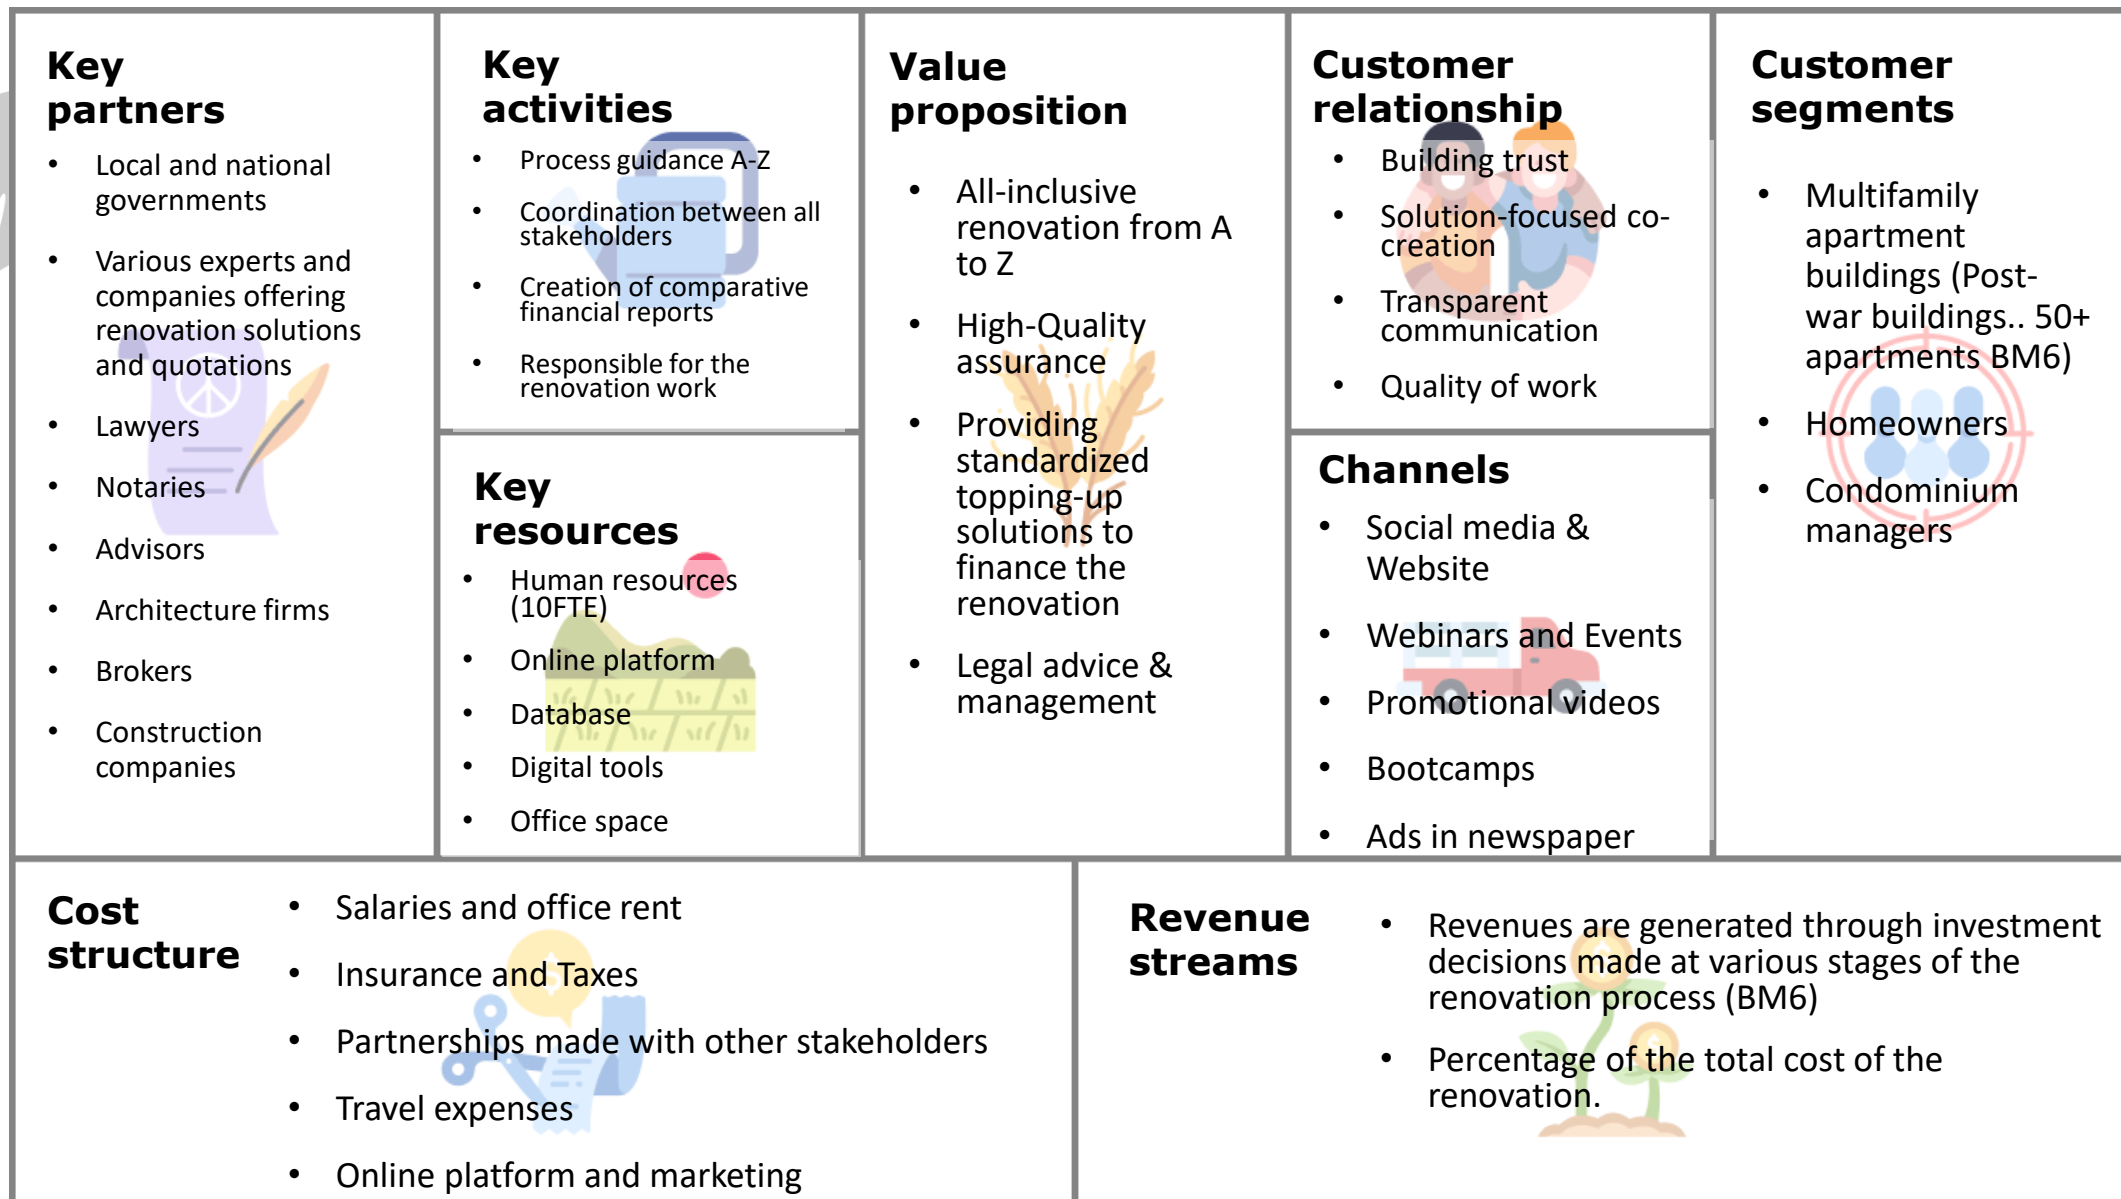 Key
partners
• Local and national
governments
• Various experts and
companies offering
renovation solutions
and quotations
• Lawyers
• Notaries
• Advisors
• Architecture firms
• Brokers
• Construction
companies
Key
activities
• Process guidance A-Z
• Coordination between all
stakeholders
• Creation of comparative
financial reports
• Responsible for the
renovation work
Key
resources
• Human resources
(10FTE)
• Online platform
• Database
• Digital tools
• Office space
Value
proposition
• All-inclusive
renovation from A
to Z
• High-Quality
assurance
• Providing
standardized
topping-up
solutions to
finance the
renovation
• Legal advice &
management
Customer
relationship
• Building trust
• Solution-focused co-
creation
• Transparent
communication
• Quality of work
Channels
• Social media &
Website
• Webinars and Events
• Promotional videos
• Bootcamps
• Ads in newspaper
Customer
segments
• Multifamily
apartment
buildings (Post-
war buildings.. 50+
apartments BM6)
• Homeowners
• Condominium
managers
Cost
structure
• Salaries and office rent
• Insurance and Taxes
• Partnerships made with other stakeholders
• Travel expenses
• Online platform and marketing
Revenue
streams
• Revenues are generated through investment
decisions made at various stages of the
renovation process (BM6)
• Percentage of the total cost of the
renovation.